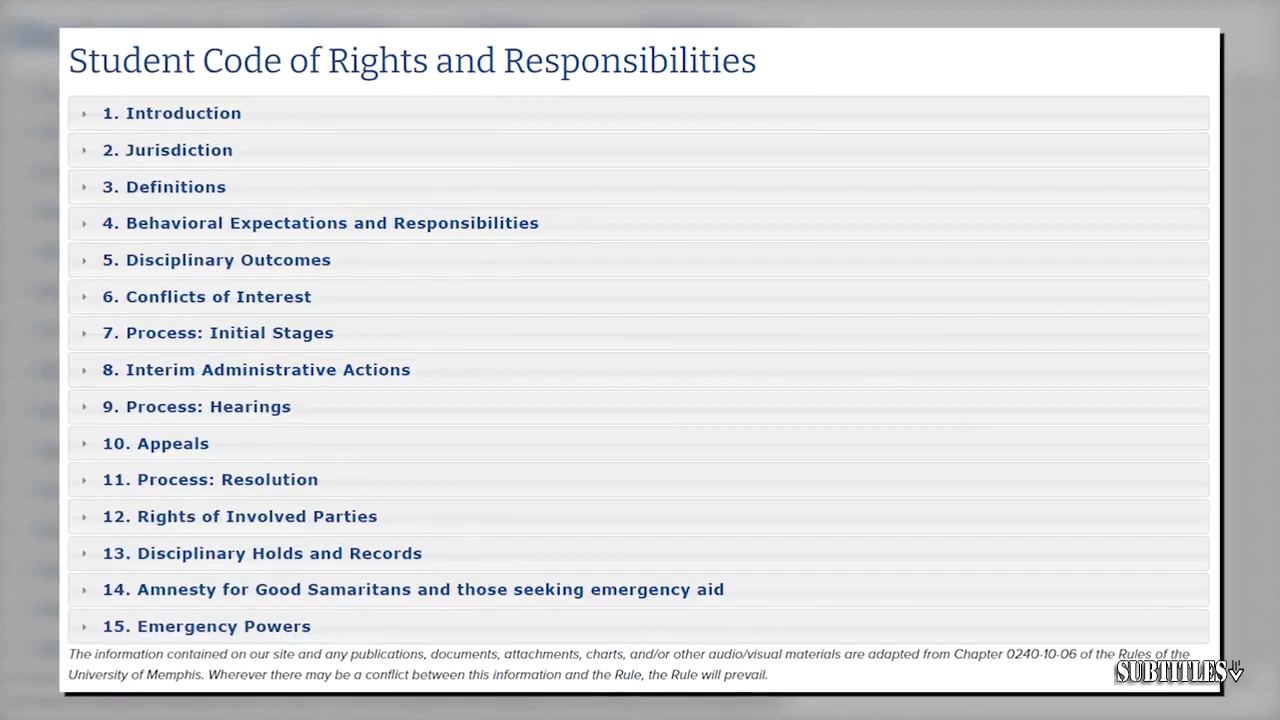 Student Code of Rights and Responsibilities
1. Introduction
2. Jurisdiction
3. Definitions
4. Behavioral Expectations and Responsibilities
5. Disciplinary Outcomes
6. Conflicts of Interest
7. Process: Initial Stages
8. Interim Administrative Actions
9. Process: Hearings
10. Appeals
11. Process: Resolution
12. Rights of Involved Parties
13. Disciplinary Holds and Records
14. Amnesty for Good Samaritans and those seeking emergency aid
15. Emergency Powers
The information contained on our site and any publications, documents, attachments, charts, and/or other audio/visual materials are adapted from Chapter 0240-10-06 of the Rules of the
University of Memphis. Wherever there may be a conflict between this information and the Rule, the Rule will prevail.
SUBTITLES